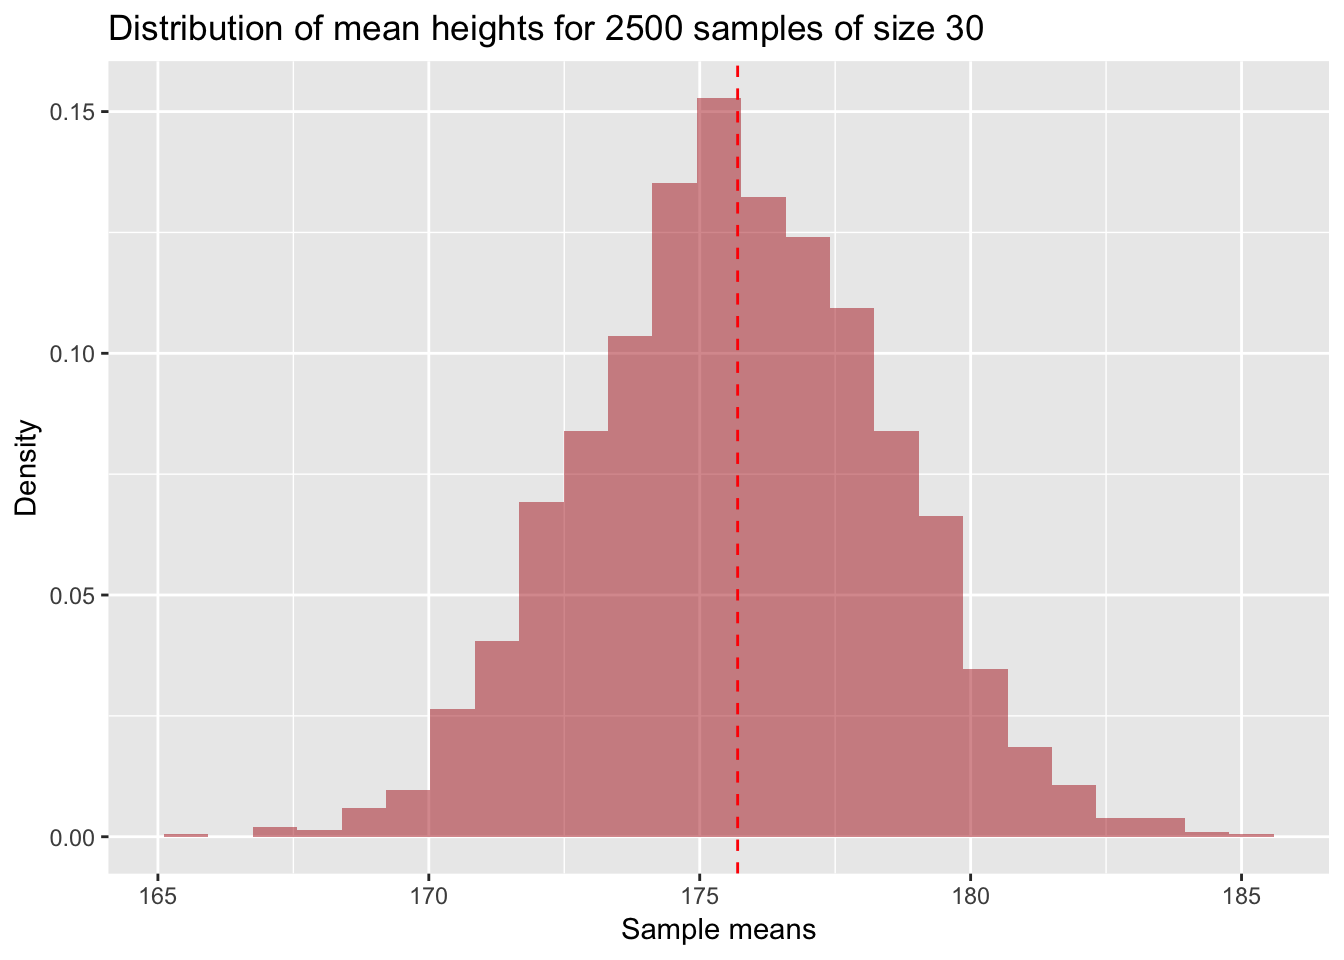 Distribution of mean heights for 2500 samples of size 30
0.15
0.10
0.05
0.00
Density
165 170 175 180 185
Sample means